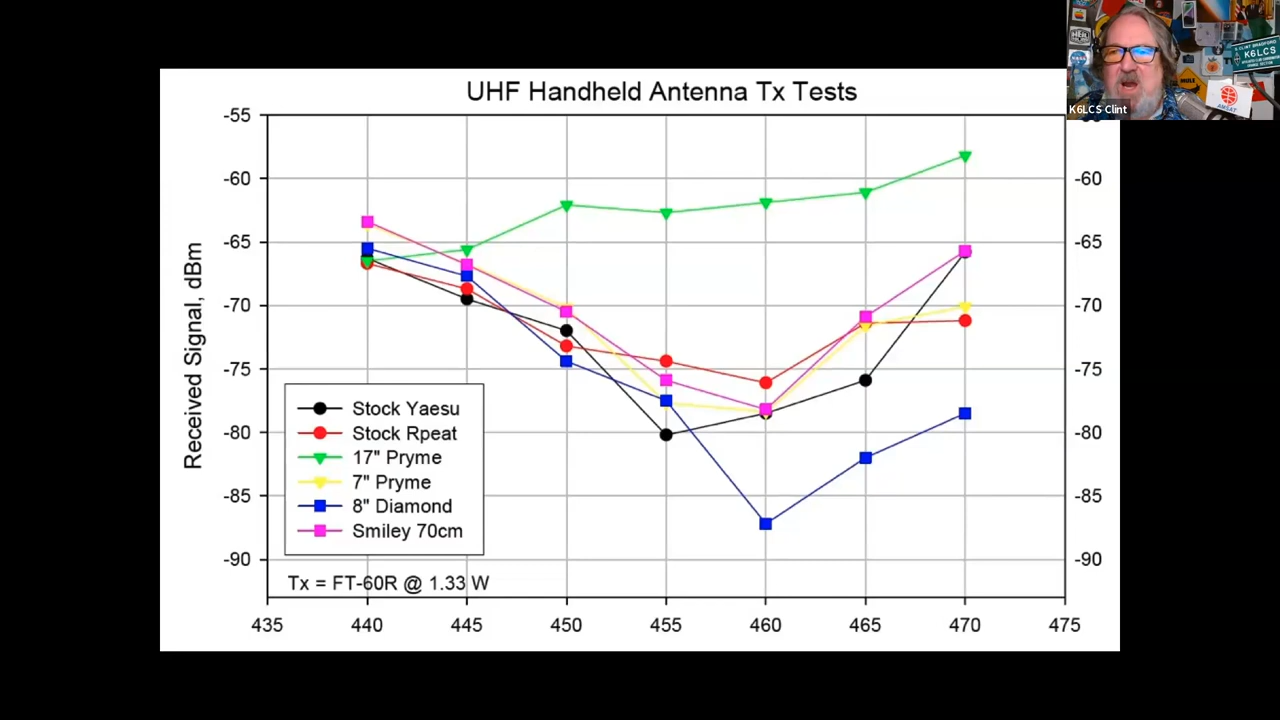 UHF Handheld Antenna Tx Tests
-55
-60
-65
-70
-75
-80
-85
-90
Received Signal, dBm
-60
-65
-70
-75
-80
-85
-90
Stock Yaesu
Stock Rpeat
17" Pryme
7" Pryme
8" Diamond
Smiley 70cm
Tx = FT-60R @ 1.33 W
435 440 445 450 455 460 465 470 475
K6LCS Clint
K6LCS
AMSAT